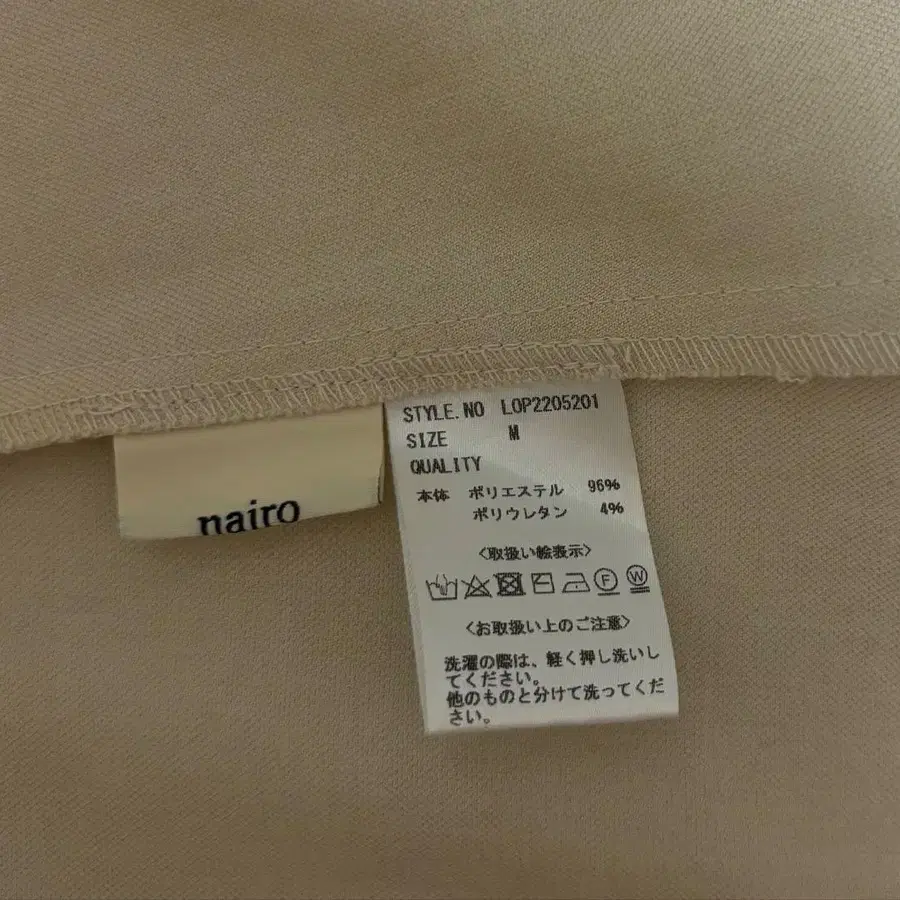 nairo
STYLE.NO LOP2205201
SIZE M
QUALITY
本体 ポリエステル 96%
ポリウレタン 4%
<取扱い絵表示>
F W
<お取扱い上のご注意>
洗濯の際は、軽く押し洗いし
てください。
他のものと分けて洗ってくだ
さい。